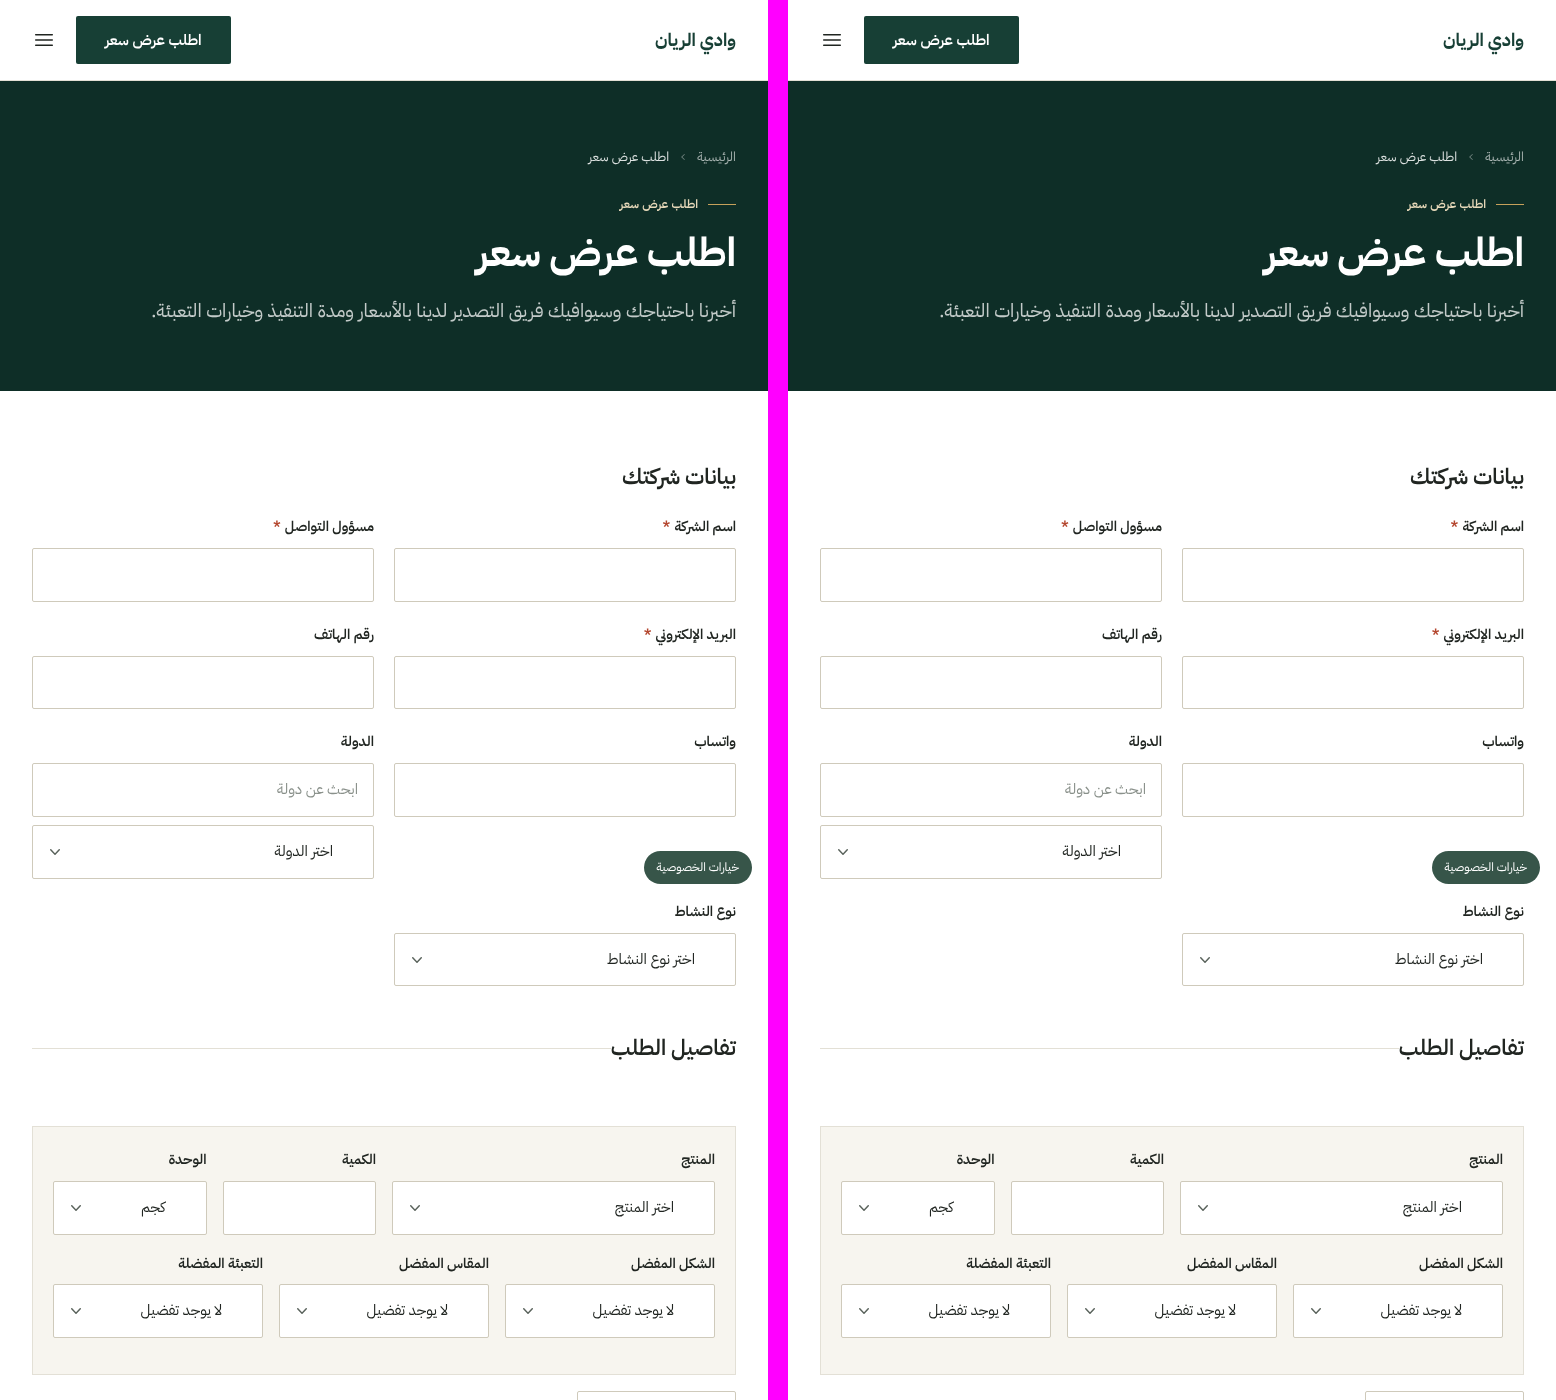 وادي الريان
اطلب عرض سعر
الرئيسية › اطلب عرض سعر
اطلب عرض سعر
اطلب عرض سعر
أخبرنا باحتياجك وسيوافيك فريق التصدير لدينا بالأسعار ومدة التنفيذ وخيارات التعبئة.
بيانات شركتك
اسم الشركة *
مسؤول التواصل *
البريد الإلكتروني *
رقم الهاتف
واتساب
الدولة
ابحث عن دولة
اختر الدولة
خيارات الخصوصية
نوع النشاط
اختر نوع النشاط
تفاصيل الطلب
المنتج
الكمية
الوحدة
اختر المنتج
كجم
الشكل المفضل
المقاس المفضل
التعبئة المفضلة
لا يوجد تفضيل
لا يوجد تفضيل
لا يوجد تفضيل
وادي الريان
اطلب عرض سعر
الرئيسية › اطلب عرض سعر
اطلب عرض سعر
اطلب عرض سعر
أخبرنا باحتياجك وسيوافيك فريق التصدير لدينا بالأسعار ومدة التنفيذ وخيارات التعبئة.
بيانات شركتك
اسم الشركة *
مسؤول التواصل *
البريد الإلكتروني *
رقم الهاتف
واتساب
الدولة
ابحث عن دولة
اختر الدولة
خيارات الخصوصية
نوع النشاط
اختر نوع النشاط
تفاصيل الطلب
المنتج
الكمية
الوحدة
اختر المنتج
كجم
الشكل المفضل
المقاس المفضل
التعبئة المفضلة
لا يوجد تفضيل
لا يوجد تفضيل
لا يوجد تفضيل